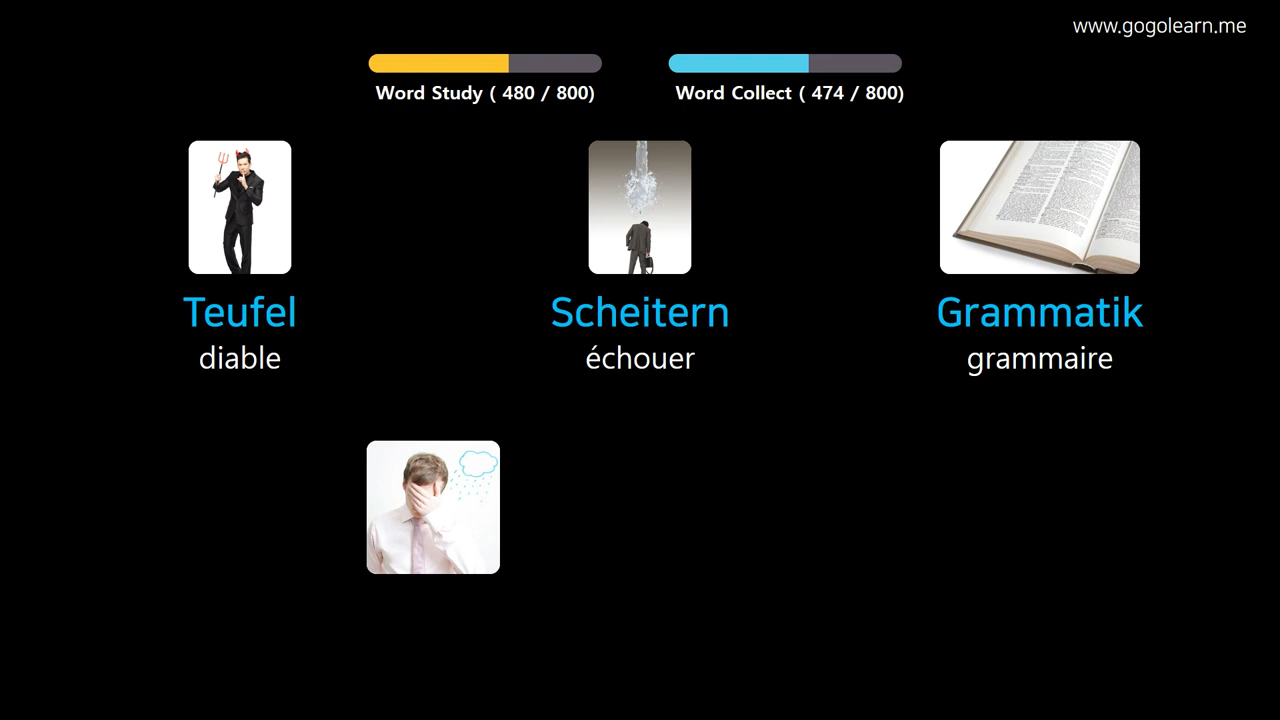 www.gogolearn.me
Word Study ( 480 / 800)
Word Collect ( 474 / 800)
Teufel
diable
Scheitern
échouer
Grammatik
grammaire